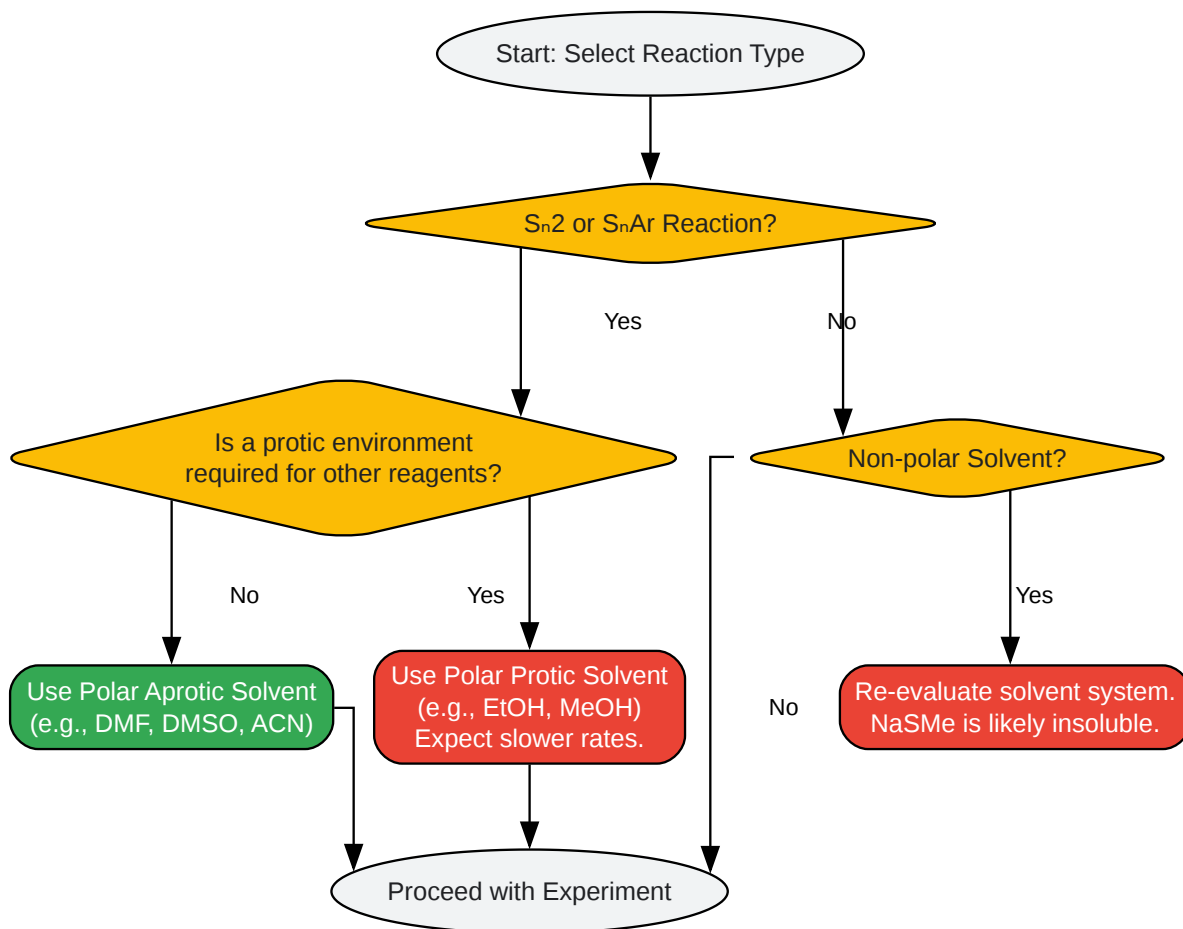 Start: Select Reaction Type
Sₙ2 or SₙAr Reaction?
Yes
No
Is a protic environment
required for other reagents?
Non-polar Solvent?
No
Yes
Yes
Use Polar Aprotic Solvent
(e.g., DMF, DMSO, ACN)
Use Polar Protic Solvent
(e.g., EtOH, MeOH)
Expect slower rates.
No
Re-evaluate solvent system.
NaSMe is likely insoluble.
Proceed with Experiment